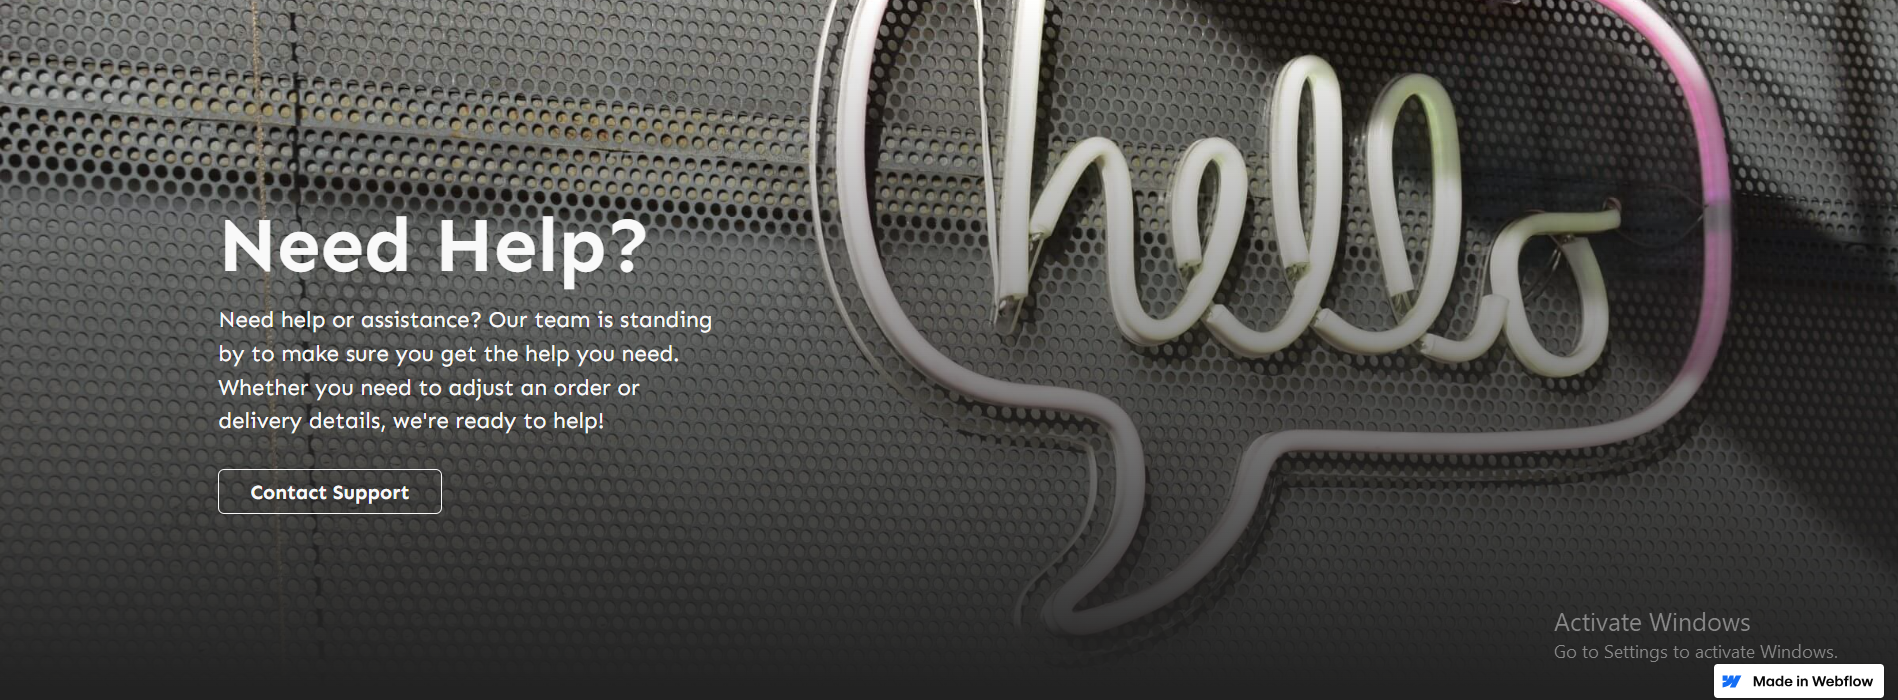 hello
Need Help?
Need help or assistance? Our team is standing
by to make sure you get the help you need.
Whether you need to adjust an order or
delivery details, we're ready to help!
Contact Support
Activate Windows
Go to Settings to activate Windows.
Made in Webflow